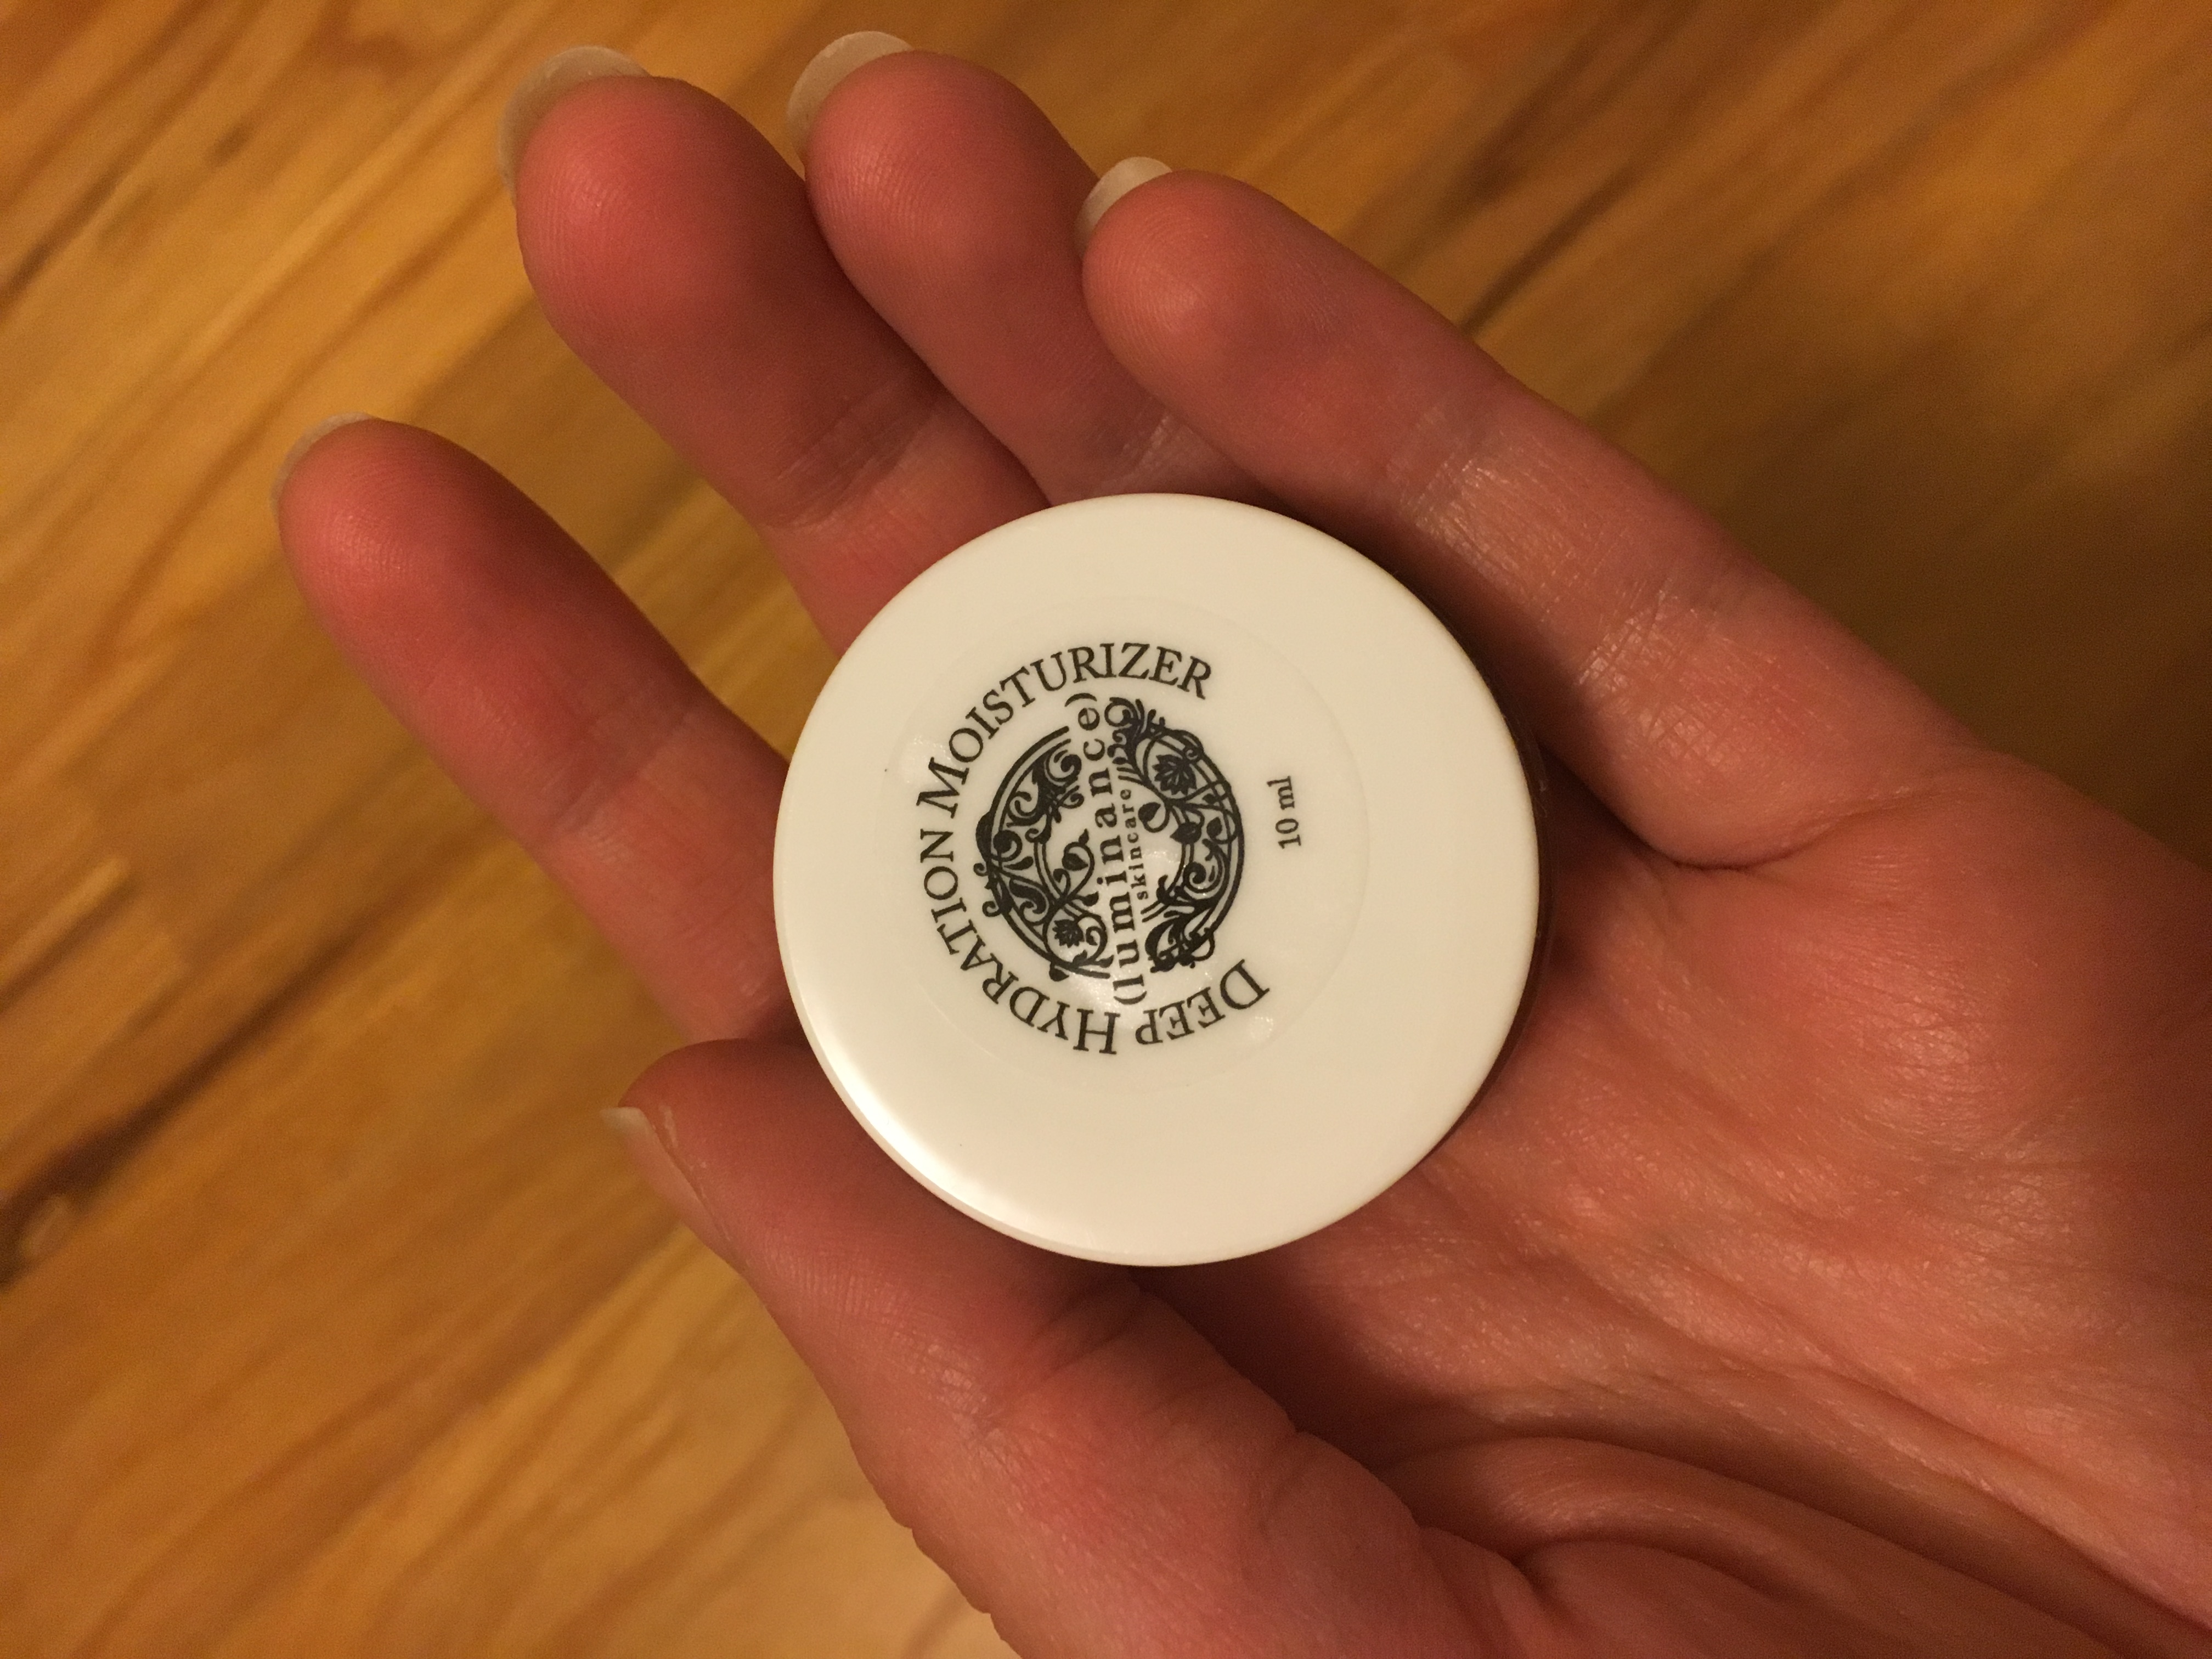 DEEP HYDRATION MOISTURIZER
(luminance)
skincare
10 ml